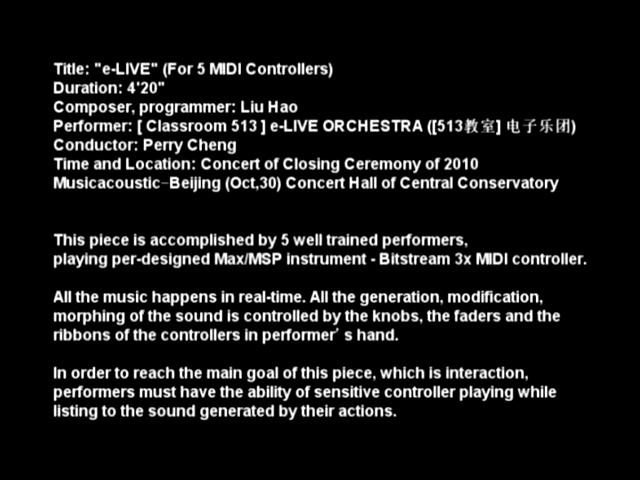 Title: "e-LIVE" (For 5 MIDI Controllers)
Duration: 4'20"
Composer, programmer: Liu Hao
Performer: [ Classroom 513 ] e-LIVE ORCHESTRA ([513教室] 电子乐团)
Conductor: Perry Cheng
Time and Location: Concert of Closing Ceremony of 2010
Musicacoustic-Beijing (Oct,30) Concert Hall of Central Conservatory
This piece is accomplished by 5 well trained performers,
playing per-designed Max/MSP instrument - Bitstream 3x MIDI controller.
All the music happens in real-time. All the generation, modification,
morphing of the sound is controlled by the knobs, the faders and the
ribbons of the controllers in performer’ s hand.
In order to reach the main goal of this piece, which is interaction,
performers must have the ability of sensitive controller playing while
listing to the sound generated by their actions.